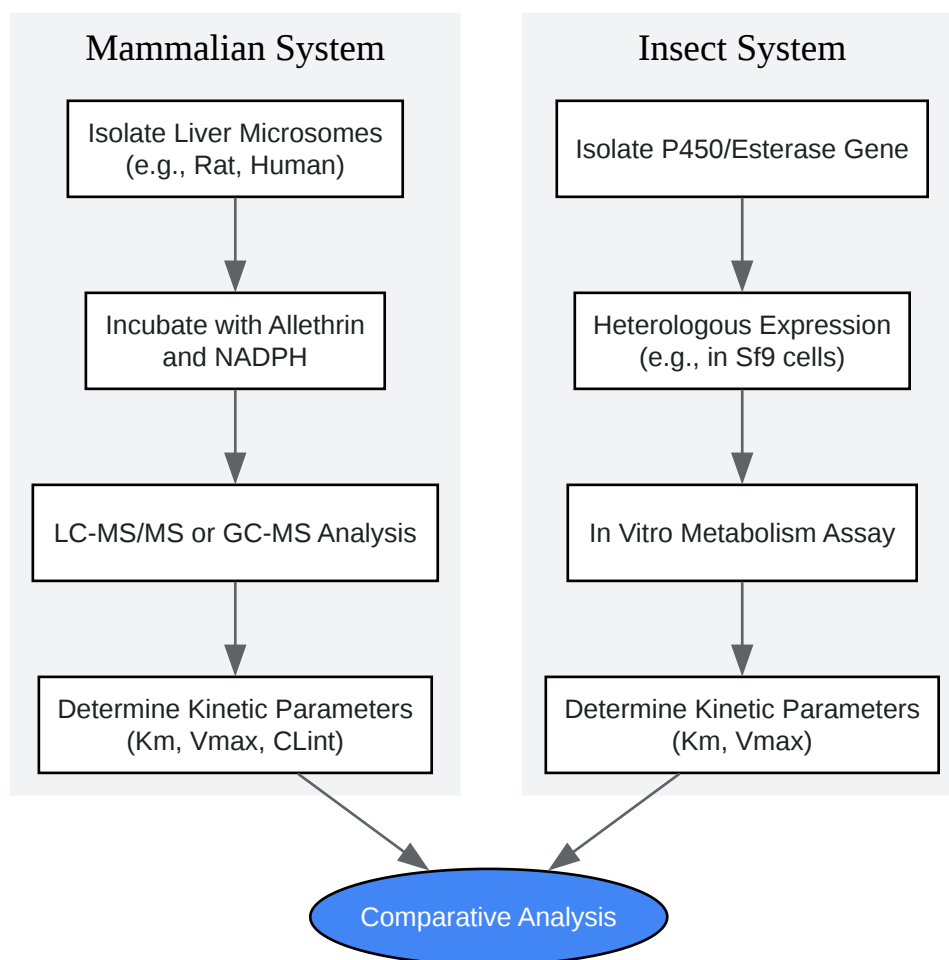 Mammalian System
Isolate Liver Microsomes
(e.g., Rat, Human)
Incubate with Allethrin
and NADPH
LC-MS/MS or GC-MS Analysis
Determine Kinetic Parameters
(Km, Vmax, CLint)
Insect System
Isolate P450/Esterase Gene
Heterologous Expression
(e.g., in Sf9 cells)
In Vitro Metabolism Assay
Determine Kinetic Parameters
(Km, Vmax)
Comparative Analysis